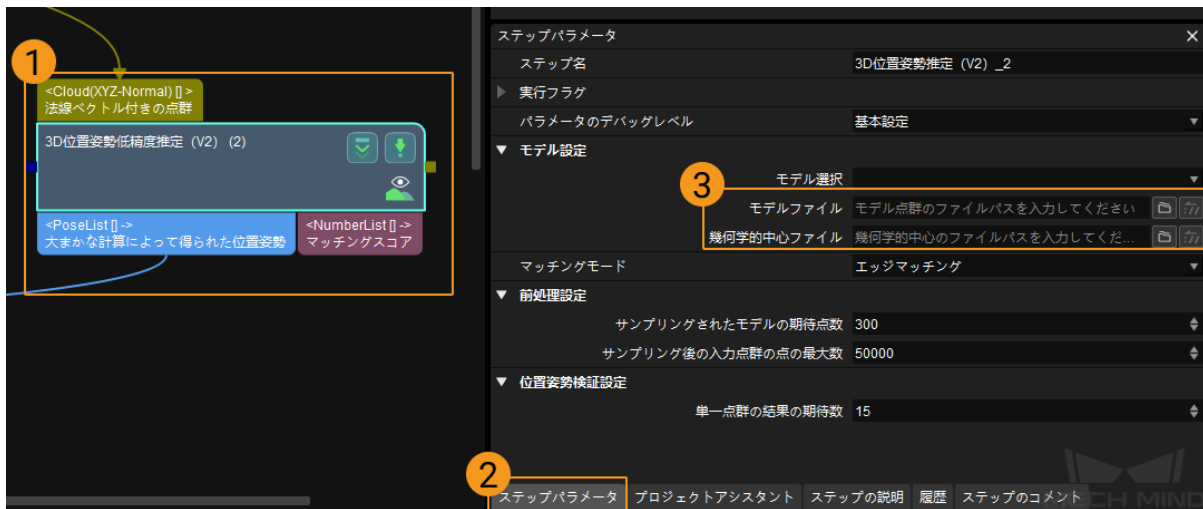 1
<Cloud(XYZ-Normal) [] >
法線ベクトル付きの点群
3D位置姿勢低精度推定 (V2) (2)
<PoseList [] ->
大まかな計算によって得られた位置姿勢
<NumberList [] ->
マッチングスコア
ステップパラメータ
ステップ名 3D位置姿勢推定 (V2) _2
実行フラグ
パラメータのデバッグレベル 基本設定
モデル設定
モデル選択
3
モデルファイル モデル点群のファイルパスを入力してください
幾何学的中心ファイル 幾何学的中心のファイルパスを入力してくだ...
マッチングモード エッジマッチング
前処理設定
サンプリングされたモデルの期待点数 300
サンプリング後の入力点群の点の最大数 50000
位置姿勢検証設定
単一点群の結果の期待数 15
2
ステップパラメータ プロジェクトアシスタント ステップの説明 履歴 ステップのコメント
MECH MIND